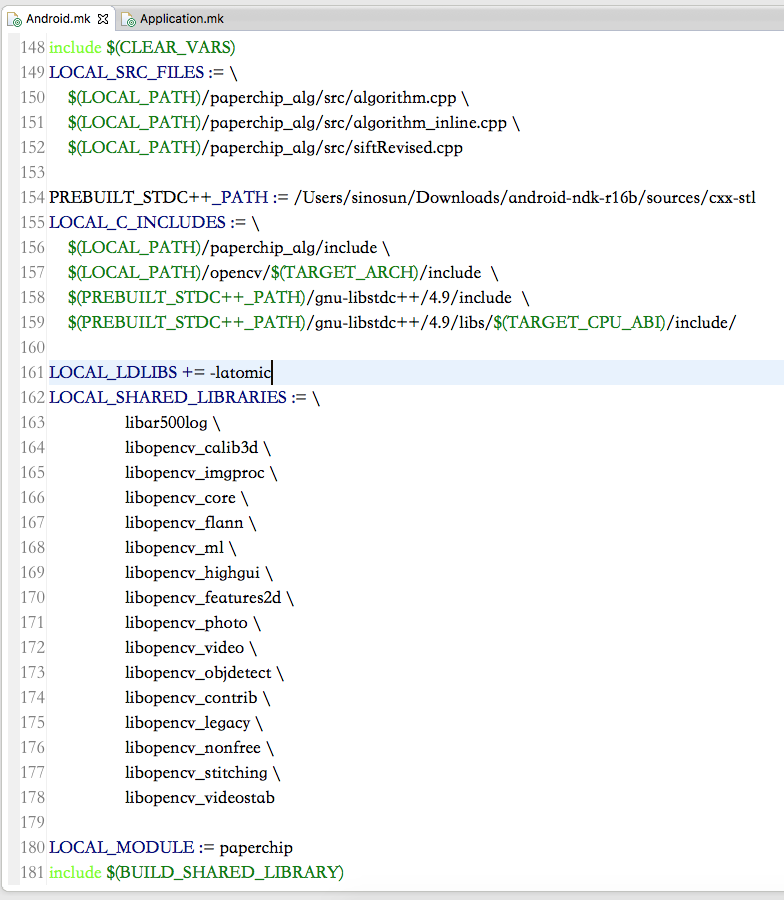 Android.mk Application.mk
148 include $(CLEAR_VARS)
149 LOCAL_SRC_FILES := \
150 $(LOCAL_PATH)/paperchip_alg/src/algorithm.cpp \
151 $(LOCAL_PATH)/paperchip_alg/src/algorithm_inline.cpp \
152 $(LOCAL_PATH)/paperchip_alg/src/siftRevised.cpp
153
154 PREBUILT_STDC++_PATH := /Users/sinosun/Downloads/android-ndk-r16b/sources/cxx-stl
155 LOCAL_C_INCLUDES := \
156 $(LOCAL_PATH)/paperchip_alg/include \
157 $(LOCAL_PATH)/opencv/$(TARGET_ARCH)/include \
158 $(PREBUILT_STDC++_PATH)/gnu-libstdc++/4.9/include \
159 $(PREBUILT_STDC++_PATH)/gnu-libstdc++/4.9/libs/$(TARGET_CPU_ABI)/include/
160
161 LOCAL_LDLIBS += -latomic
162 LOCAL_SHARED_LIBRARIES := \
163 libar500log \
164 libopencv_calib3d \
165 libopencv_imgproc \
166 libopencv_core \
167 libopencv_flann \
168 libopencv_ml \
169 libopencv_highgui \
170 libopencv_features2d \
171 libopencv_photo \
172 libopencv_video \
173 libopencv_objdetect \
174 libopencv_contrib \
175 libopencv_legacy \
176 libopencv_nonfree \
177 libopencv_stitching \
178 libopencv_videostab
179
180 LOCAL_MODULE := paperchip
181 include $(BUILD_SHARED_LIBRARY)